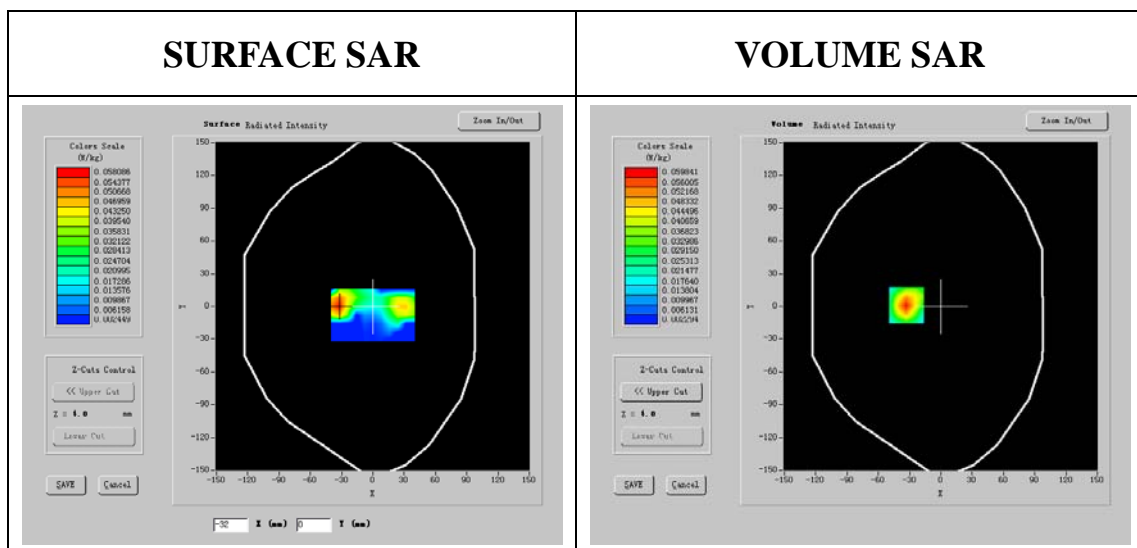 SURFACE SAR
VOLUME SAR
Surface Radiated Intensity
Zoom In/Out
Colors Scale
(W/kg)
0.058086
0.054377
0.050668
0.046959
0.043250
0.039540
0.035831
0.032122
0.028413
0.024704
0.020995
0.017286
0.013576
0.009867
0.006158
0.002449
150
120
90
60
30
0
-30
-60
-90
-120
-150
Y
-150 -120 -90 -60 -30 0 30 60 90 120 150
X
Z-Cuts Control
<< Upper Cut
Z = 4.0 mm
Lower Cut
SAVE Cancel
-32 X (mm) 0 Y (mm)
Volume Radiated Intensity
Zoom In/Out
Colors Scale
(W/kg)
0.059841
0.056005
0.052168
0.048332
0.044496
0.040659
0.036823
0.032986
0.029150
0.025313
0.021477
0.017640
0.013804
0.009967
0.006131
150
120
90
60
30
0
-30
-60
-90
-120
-150
Y
-150 -120 -90 -60 -30 0 30 60 90 120 150
X
Z-Cuts Control
<< Upper Cut
Z = 4.0 mm
Lower Cut
SAVE Cancel